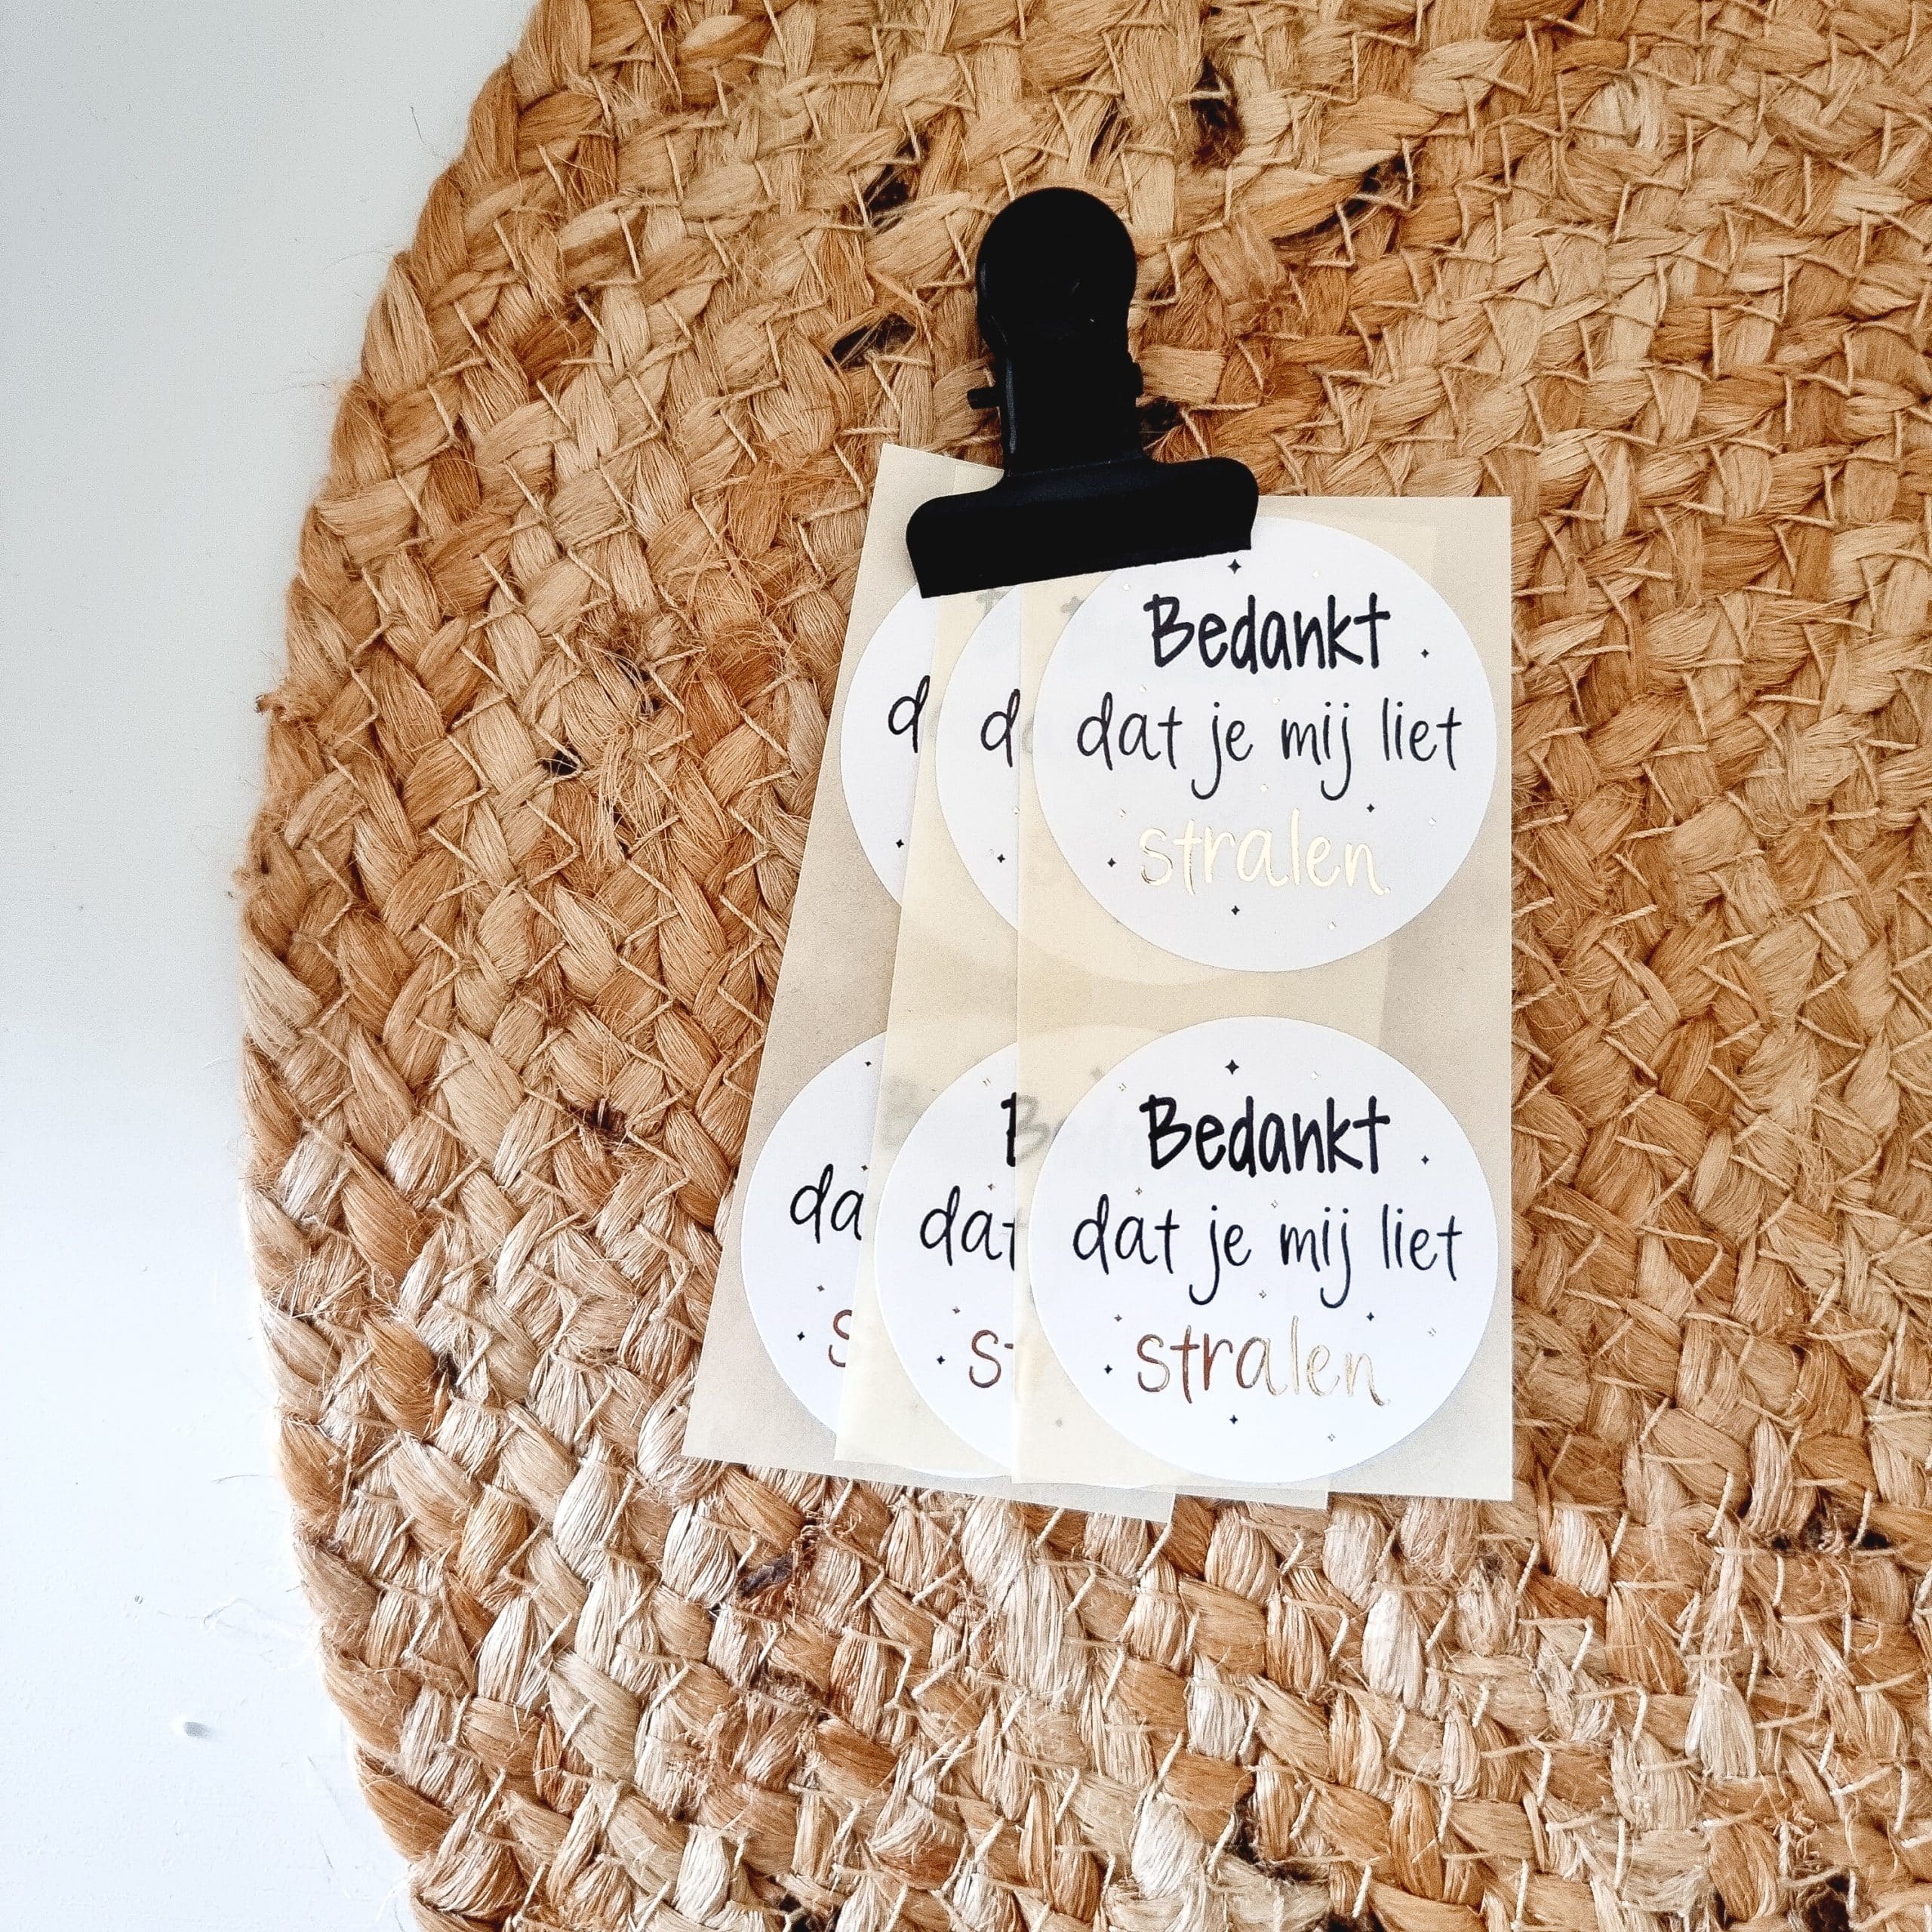 Bedankt
dat je mij liet
stralen
Bedankt
dat je mij liet
stralen